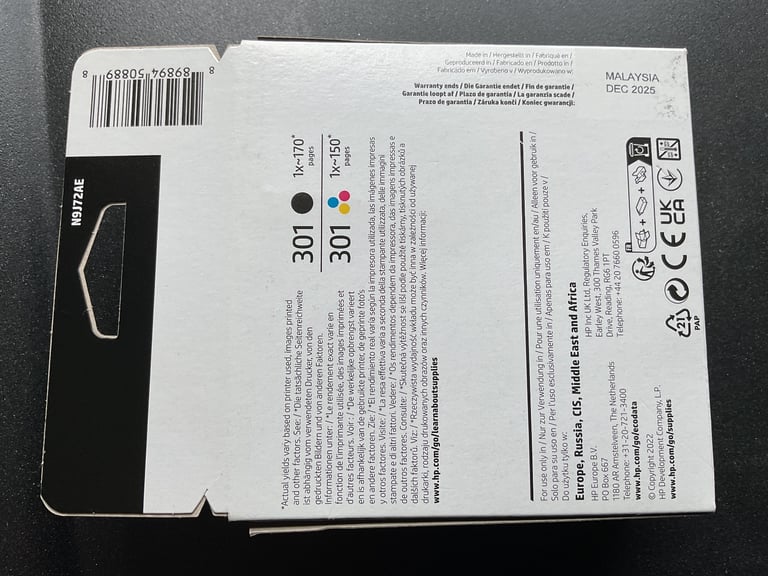 N9J72AE
8 89894 50889 8
301 1x~170*
pages
301 1x~150*
pages
*Actual yields vary based on printer used, images printed
and other factors. See: / *Die tatsächliche Seitenreichweite
ist abhängig vom verwendeten Drucker, von den
gedruckten Bildern und von anderen Faktoren.
Informationen unter: / *Le rendement exact varie en
fonction de l'imprimante utilisée, des images imprimées et
d'autres facteurs. Voir : / *De werkelijke opbrengst varieert
en is afhankelijk van de gebruikte printer, de geprinte foto's
en andere factoren. Zie: / *El rendimiento real varía según la impresora utilizada, las imágenes impresas
y otros factores. Visite: / *La resa effettiva varia a seconda della stampante utilizzata, delle immagini
stampate e di altri fattori. Vedere: / *Os rendimentos dependem da impressora, das imagens impressas e
de outros factores. Consulte: / *Skutečná výtěžnost se liší podle použité tiskárny, tisknutých obrázků a
dalších faktorů. Viz: / *Rzeczywista wydajność wkładu może być inna w zależności od używanej
drukarki, rodzaju drukowanych obrazów oraz innych czynników. Więcej informacji:
www.hp.com/go/learnaboutsupplies
Made in / Hergestellt in / Fabriqué en /
Geproduceerd in / Fabricado en / Prodotto in /
Fabricado em / Vyrobeno v / Wyprodukowano w:
MALAYSIA
DEC 2025
Warranty ends / Die Garantie endet / Fin de garantie /
Garantie loopt af / Plazo de garantía / La garanzia scade /
Prazo de garantia / Záruka končí / Koniec gwarancji:
For use only in / Nur zur Verwendung in / Pour une utilisation uniquement en/au / Alleen voor gebruik in /
Solo para su uso en / Per l'uso esclusivamente in / Apenas para uso em / K použití pouze v /
Do użytku tylko w:
Europe, Russia, CIS, Middle East and Africa
HP Europe B.V.
PO Box 667
1180 AR Amstelveen, The Netherlands
Telephone: +31-20-721-3400
www.hp.com/go/ecodata
HP Inc UK Ltd, Regulatory Enquiries,
Earley West, 300 Thames Valley Park
Drive, Reading, RG6 1PT
Telephone: +44 20 7660 0596
© Copyright 2022
HP Development Company, L.P.
www.hp.com/go/supplies
FR
21
PAP
CE
UK
CA